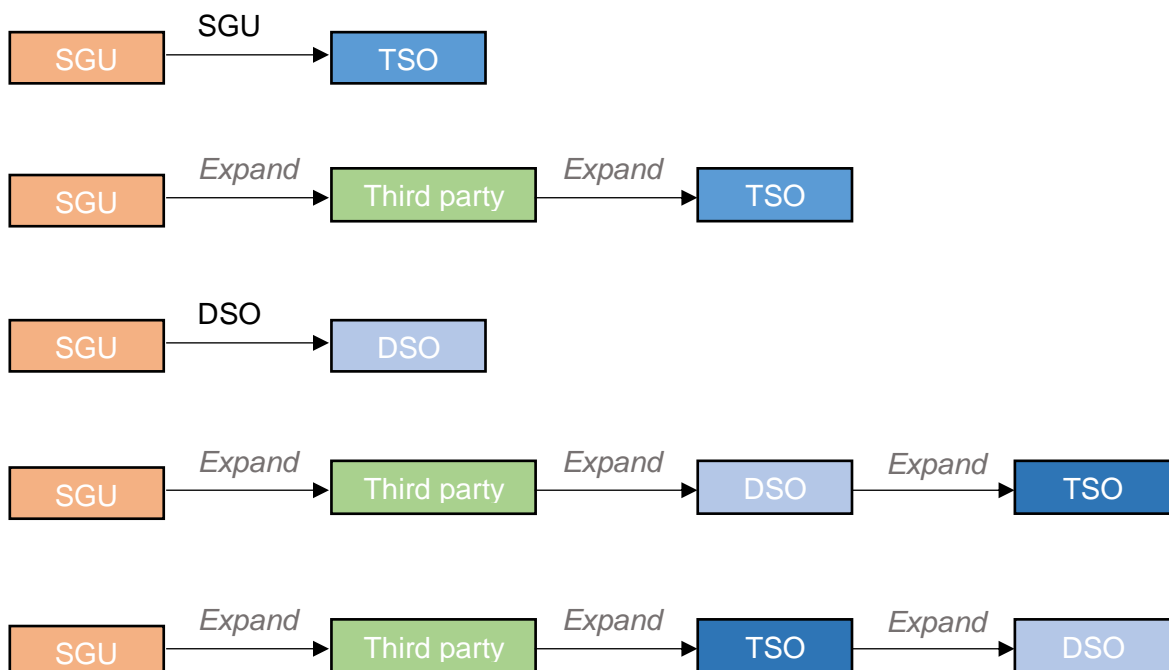 SGU
SGU TSO
Expand Expand
SGU Third party TSO
DSO
SGU DSO
Expand Expand Expand
SGU Third party DSO TSO
Expand Expand Expand
SGU Third party TSO DSO